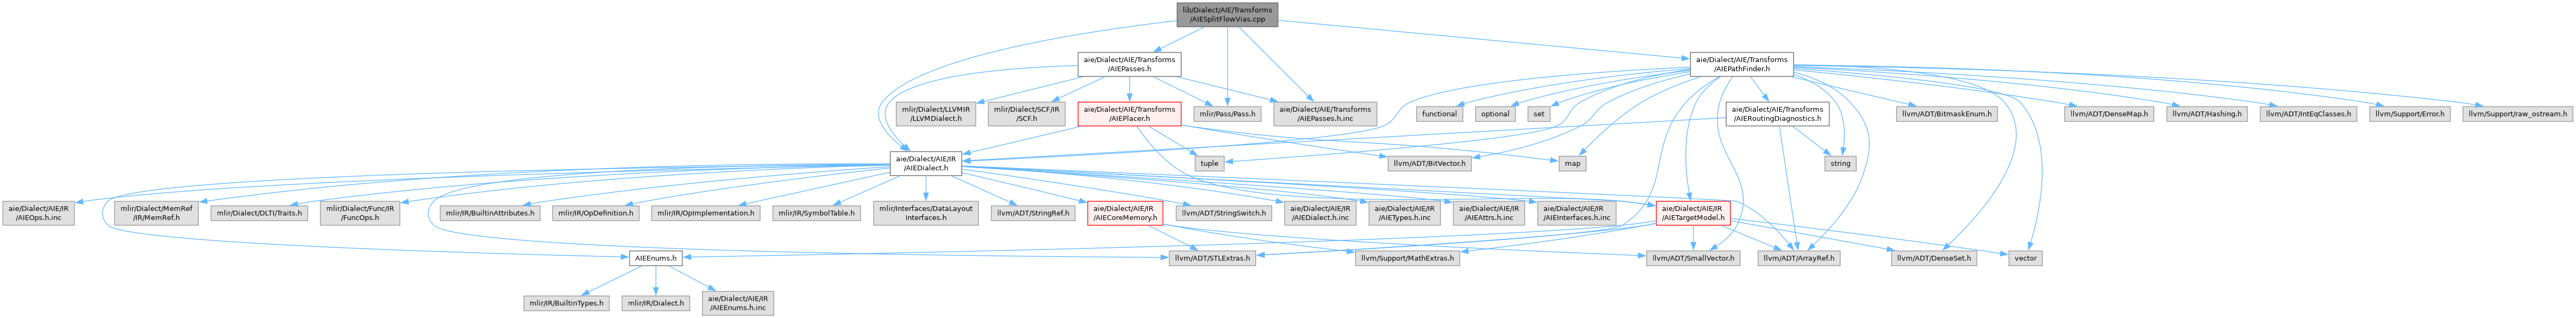 lib/Dialect/AIE/Transforms
/AIESplitFlowVias.cpp
aie/Dialect/AIE/Transforms
/AIEPasses.h
aie/Dialect/AIE/Transforms
/AIEPathFinder.h
mlir/Dialect/LLVMIR
/LLVMDialect.h
mlir/Dialect/SCF/IR
/SCF.h
aie/Dialect/AIE/Transforms
/AIEPlacer.h
mlir/Pass/Pass.h
aie/Dialect/AIE/Transforms
/AIEPasses.h.inc
functional
optional
set
aie/Dialect/AIE/Transforms
/AIERoutingDiagnostics.h
llvm/ADT/BitmaskEnum.h
llvm/ADT/DenseMap.h
llvm/ADT/Hashing.h
llvm/ADT/IntEqClasses.h
llvm/Support/Error.h
llvm/Support/raw_ostream.h
aie/Dialect/AIE/IR
/AIEDialect.h
tuple
llvm/ADT/BitVector.h
map
string
aie/Dialect/AIE/IR
/AIEOps.h.inc
mlir/Dialect/MemRef
/IR/MemRef.h
mlir/Dialect/DLTI/Traits.h
mlir/Dialect/Func/IR
/FuncOps.h
mlir/IR/BuiltinAttributes.h
mlir/IR/OpDefinition.h
mlir/IR/OpImplementation.h
mlir/IR/SymbolTable.h
mlir/Interfaces/DataLayout
Interfaces.h
llvm/ADT/StringRef.h
aie/Dialect/AIE/IR
/AIECoreMemory.h
llvm/ADT/StringSwitch.h
aie/Dialect/AIE/IR
/AIEDialect.h.inc
aie/Dialect/AIE/IR
/AIETypes.h.inc
aie/Dialect/AIE/IR
/AIEAttrs.h.inc
aie/Dialect/AIE/IR
/AIEInterfaces.h.inc
aie/Dialect/AIE/IR
/AIETargetModel.h
AIEEnums.h
llvm/ADT/STLExtras.h
llvm/Support/MathExtras.h
llvm/ADT/SmallVector.h
llvm/ADT/ArrayRef.h
llvm/ADT/DenseSet.h
vector
mlir/IR/BuiltinTypes.h
mlir/IR/Dialect.h
aie/Dialect/AIE/IR
/AIEEnums.h.inc